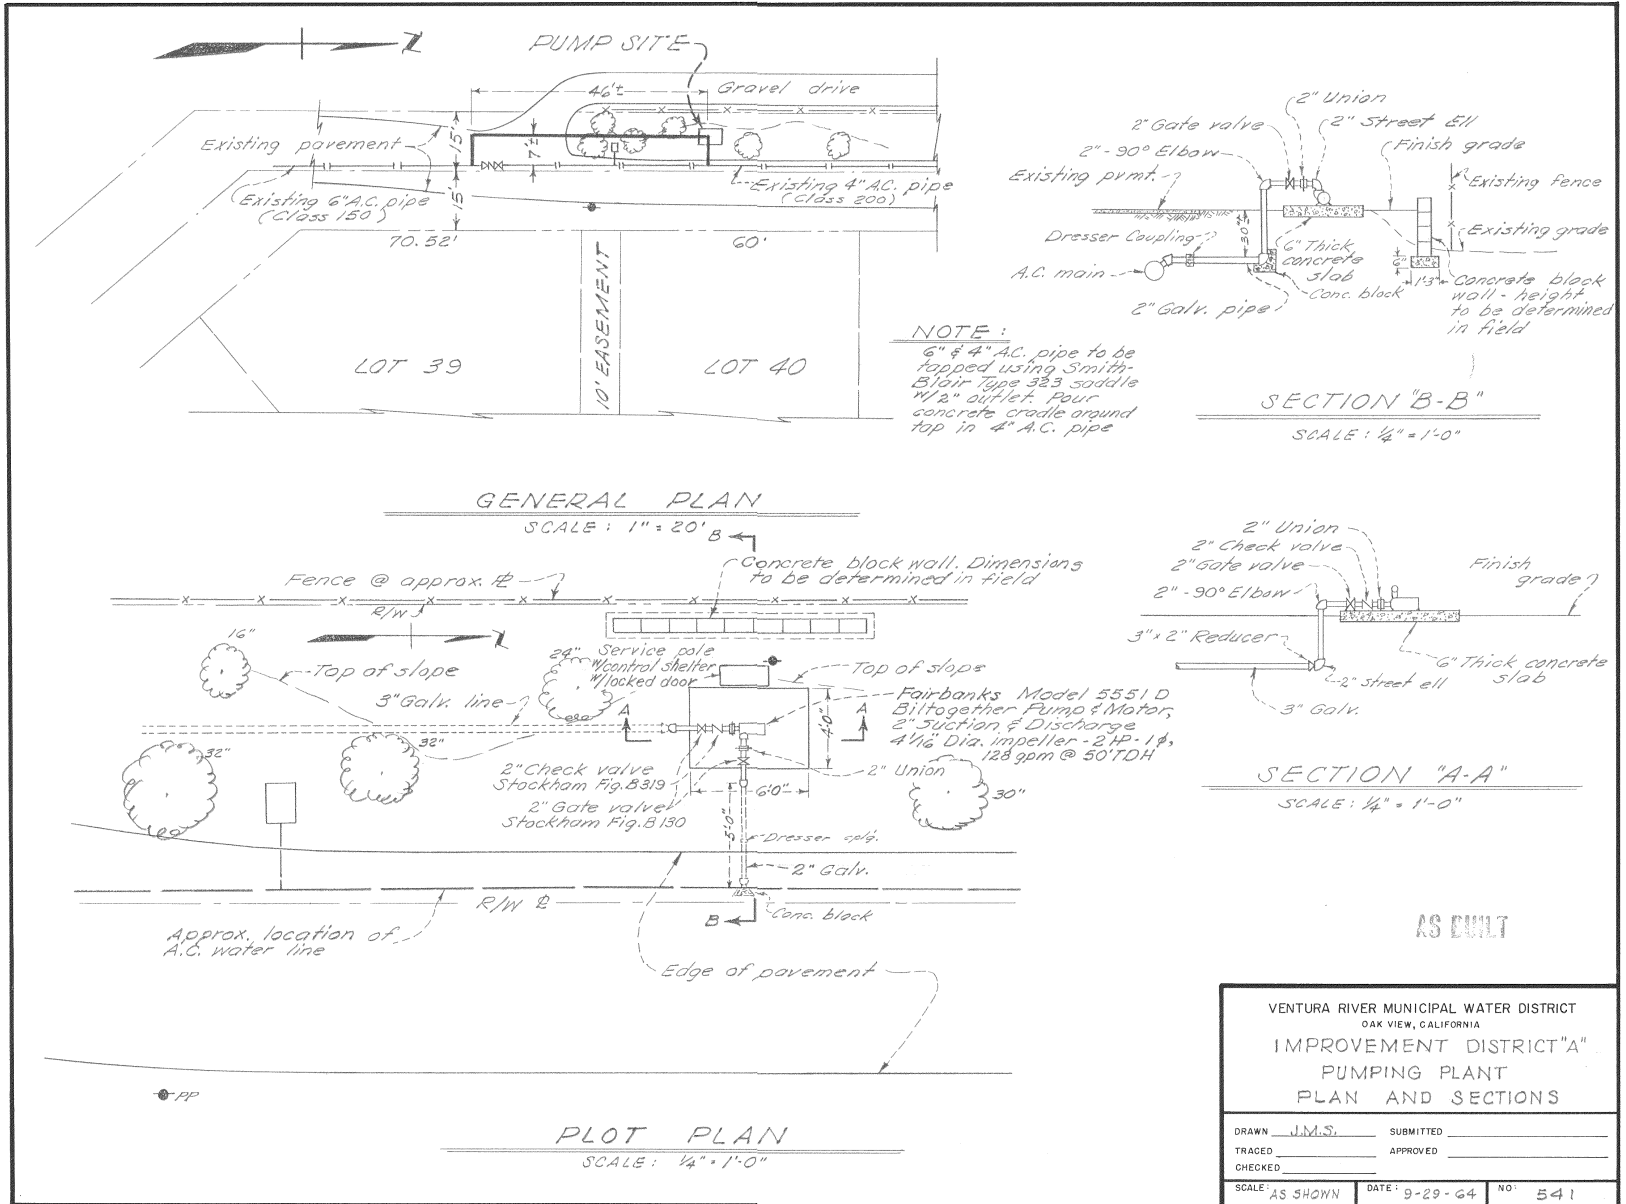 N
PUMP SITE
46'±
Gravel drive
Existing pavement
15'
7'±
15'
Existing 6" A.C. pipe
(Class 150)
Existing 4" A.C. pipe
(Class 200)
70.52'
60'
10' EASEMENT
LOT 39
LOT 40
GENERAL PLAN
SCALE: 1" = 20'
NOTE:
6" & 4" A.C. pipe to be
tapped using Smith-
Blair Type 323 saddle
w/2" outlet. Pour
concrete cradle around
tap in 4" A.C. pipe
2" Union
2" Gate valve
2" Street Ell
2"-90° Elbow
Finish grade
Existing pvmt.
Existing fence
Dresser Coupling
30"
6" Thick
concrete
slab
Existing grade
A.C. main
6"
1'3"
Conc. block
2" Galv. pipe
Concrete block
wall - height
to be determined
in field
SECTION "B-B"
SCALE: 1/4" = 1'-0"
B
Concrete block wall. Dimensions
to be determined in field
Fence @ approx. ⅊
R/W
N
16"
Top of slope
24"
Service pole
w/control shelter
w/locked door
Top of slope
3" Galv. line
A
A
4'0"
Fairbanks Model 5551 D
Biltogether Pump & Motor,
2" Suction & Discharge
4 1/16" Dia. impeller - 2 HP - 1φ,
128 gpm @ 50' TDH
32"
32"
2" Check valve
Stockham Fig. B319
2" Gate valve
Stockham Fig. B130
6'0"
2" Union
30"
5'0"
Dresser cplg.
2" Galv.
R/W ⅊
B
Conc. block
Approx. location of
A.C. water line
Edge of pavement
PP
PLOT PLAN
SCALE: 1/4" = 1'-0"
2" Union
2" Check valve
2" Gate valve
2"-90° Elbow
Finish
grade
3" x 2" Reducer
6" Thick concrete
slab
2" street ell
3" Galv.
SECTION "A-A"
SCALE: 1/4" = 1'-0"
AS BUILT
VENTURA RIVER MUNICIPAL WATER DISTRICT
OAK VIEW, CALIFORNIA
IMPROVEMENT DISTRICT "A"
PUMPING PLANT
PLAN AND SECTIONS
DRAWN J.M.S. SUBMITTED
TRACED APPROVED
CHECKED
SCALE: AS SHOWN DATE: 9-29-64 NO: 541